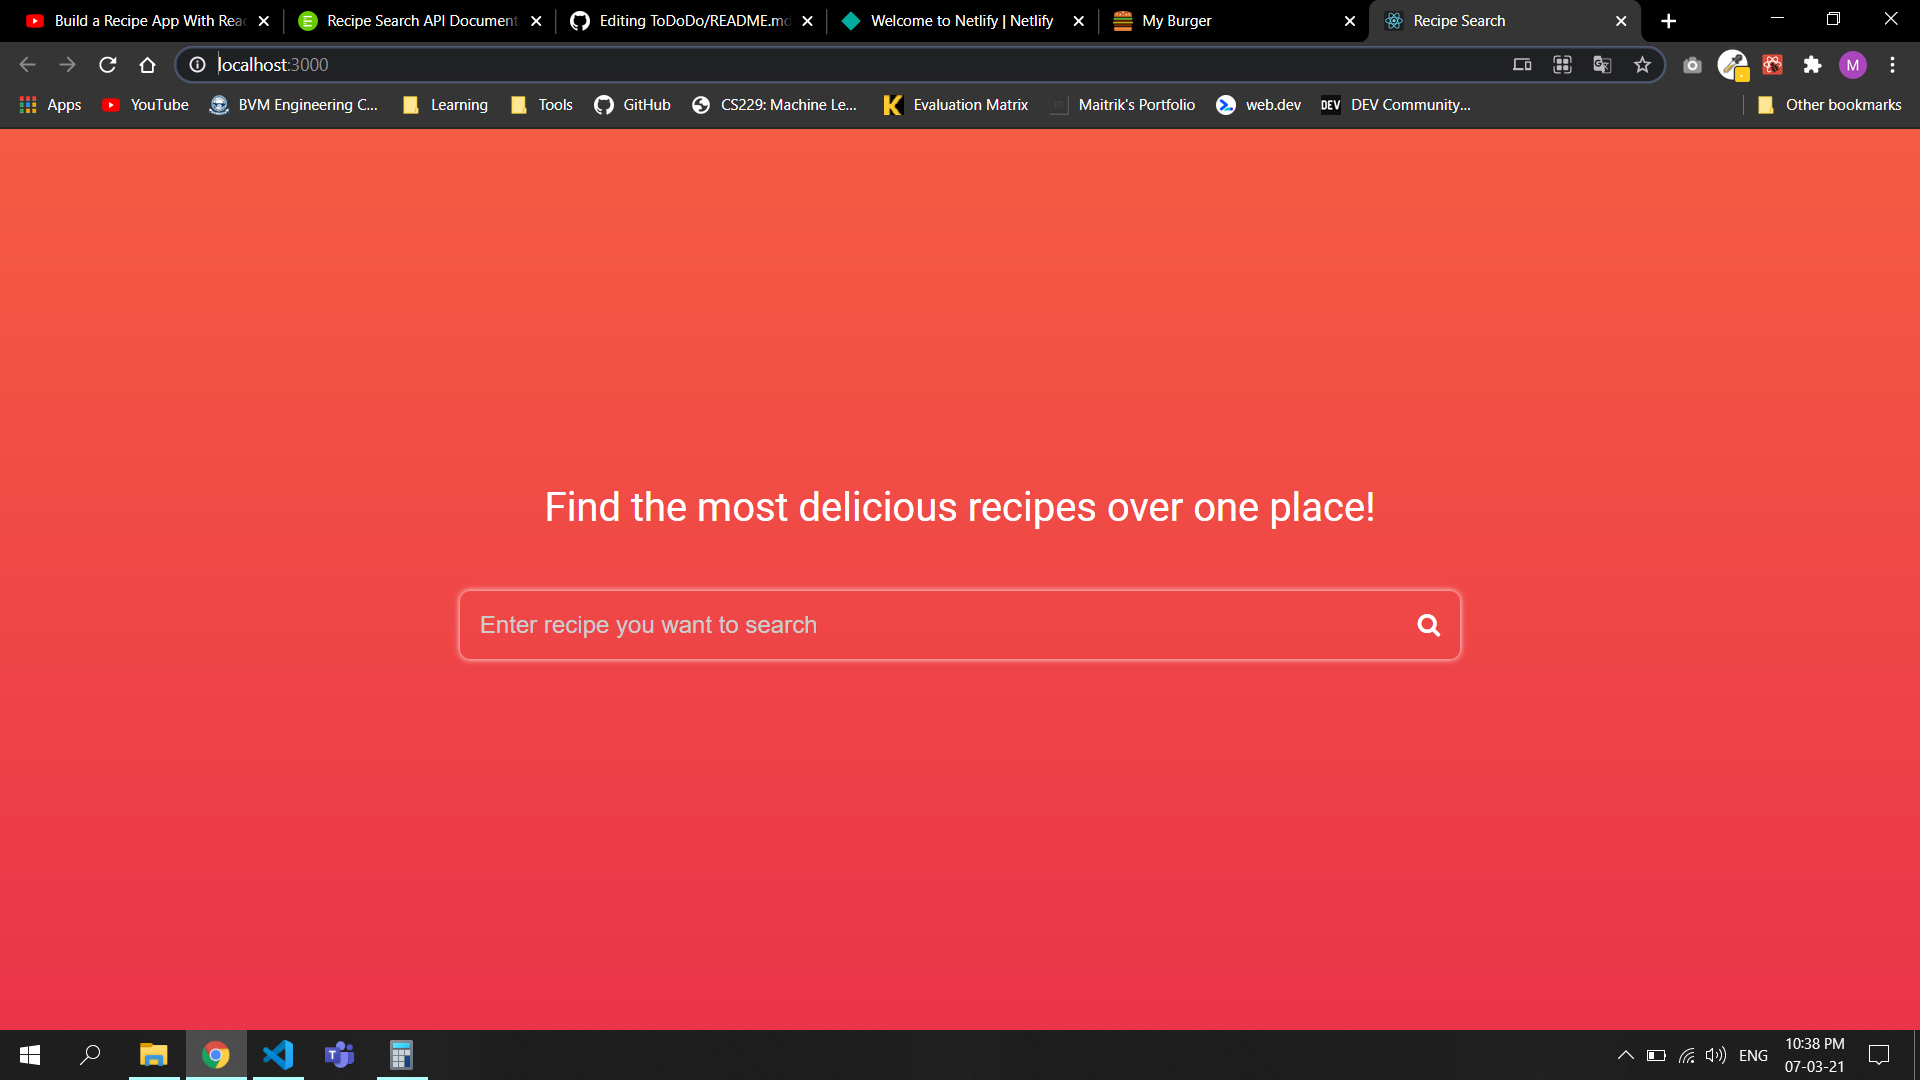 Build a Recipe App With Reac
Recipe Search API Document
Editing ToDoDo/README.md
Welcome to Netlify | Netlify
My Burger
Recipe Search
localhost:3000
M
Apps
YouTube
BVM Engineering C...
Learning
Tools
GitHub
CS229: Machine Le...
Evaluation Matrix
Maitrik's Portfolio
web.dev
DEV
DEV Community...
Other bookmarks
Find the most delicious recipes over one place!
Enter recipe you want to search
ENG
10:38 PM
07-03-21